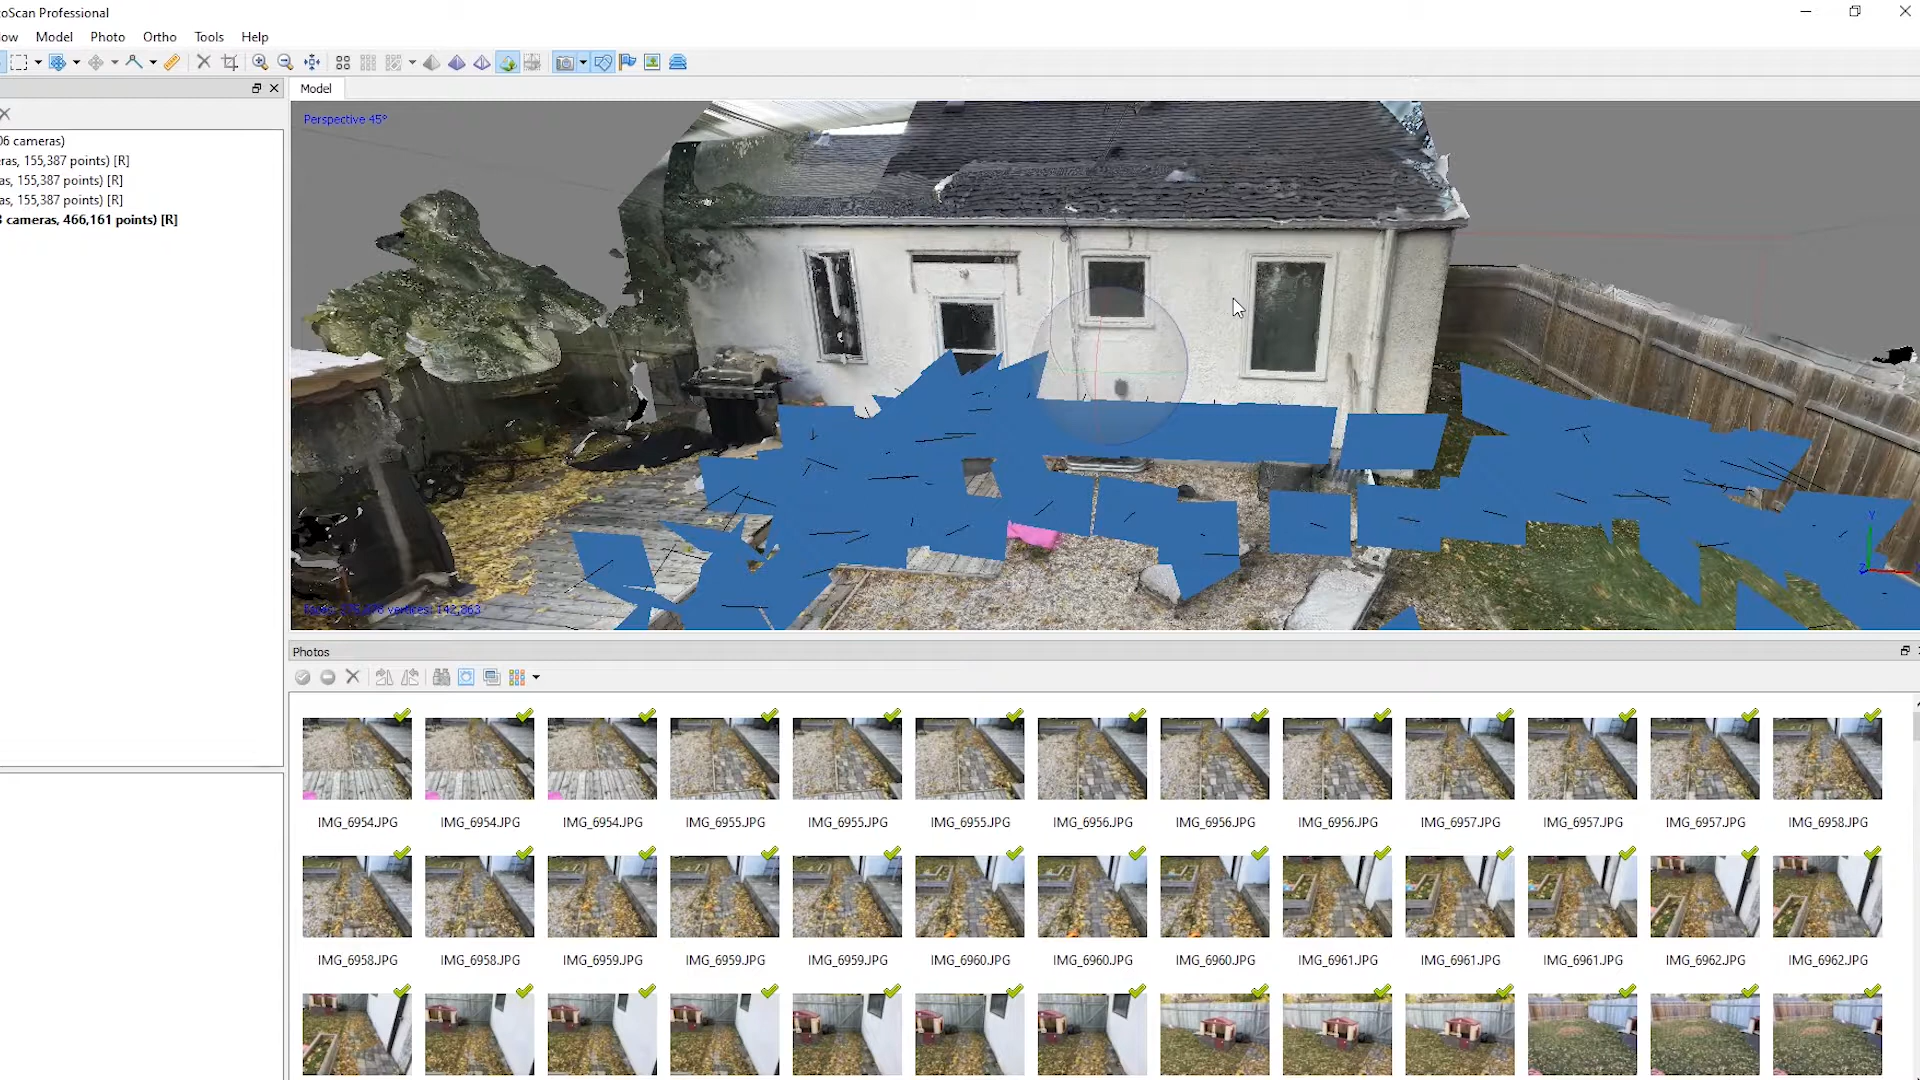 oScan Professional
ow Model Photo Ortho Tools Help
Model
Perspective 45°
06 cameras)
ras, 155,387 points) [R]
as, 155,387 points) [R]
as, 155,387 points) [R]
3 cameras, 466,161 points) [R]
Y
Z
vertices: 142,863
Photos
IMG_6954.JPG IMG_6954.JPG IMG_6954.JPG IMG_6955.JPG IMG_6955.JPG IMG_6955.JPG IMG_6956.JPG IMG_6956.JPG IMG_6956.JPG IMG_6957.JPG IMG_6957.JPG IMG_6957.JPG IMG_6958.JPG
IMG_6958.JPG IMG_6958.JPG IMG_6959.JPG IMG_6959.JPG IMG_6959.JPG IMG_6960.JPG IMG_6960.JPG IMG_6960.JPG IMG_6961.JPG IMG_6961.JPG IMG_6961.JPG IMG_6962.JPG IMG_6962.JPG